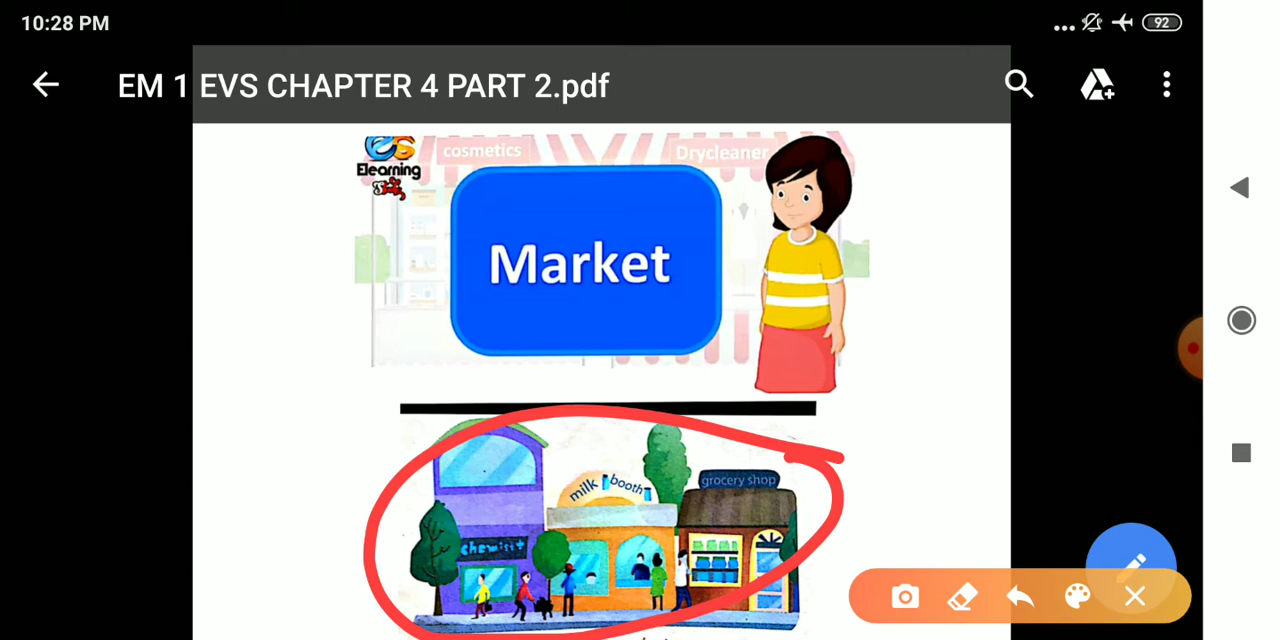 10:28 PM
92
EM 1 EVS CHAPTER 4 PART 2.pdf
cosmetics
Drycleaner
Elearning
Market
milk booth
grocery shop
chemist